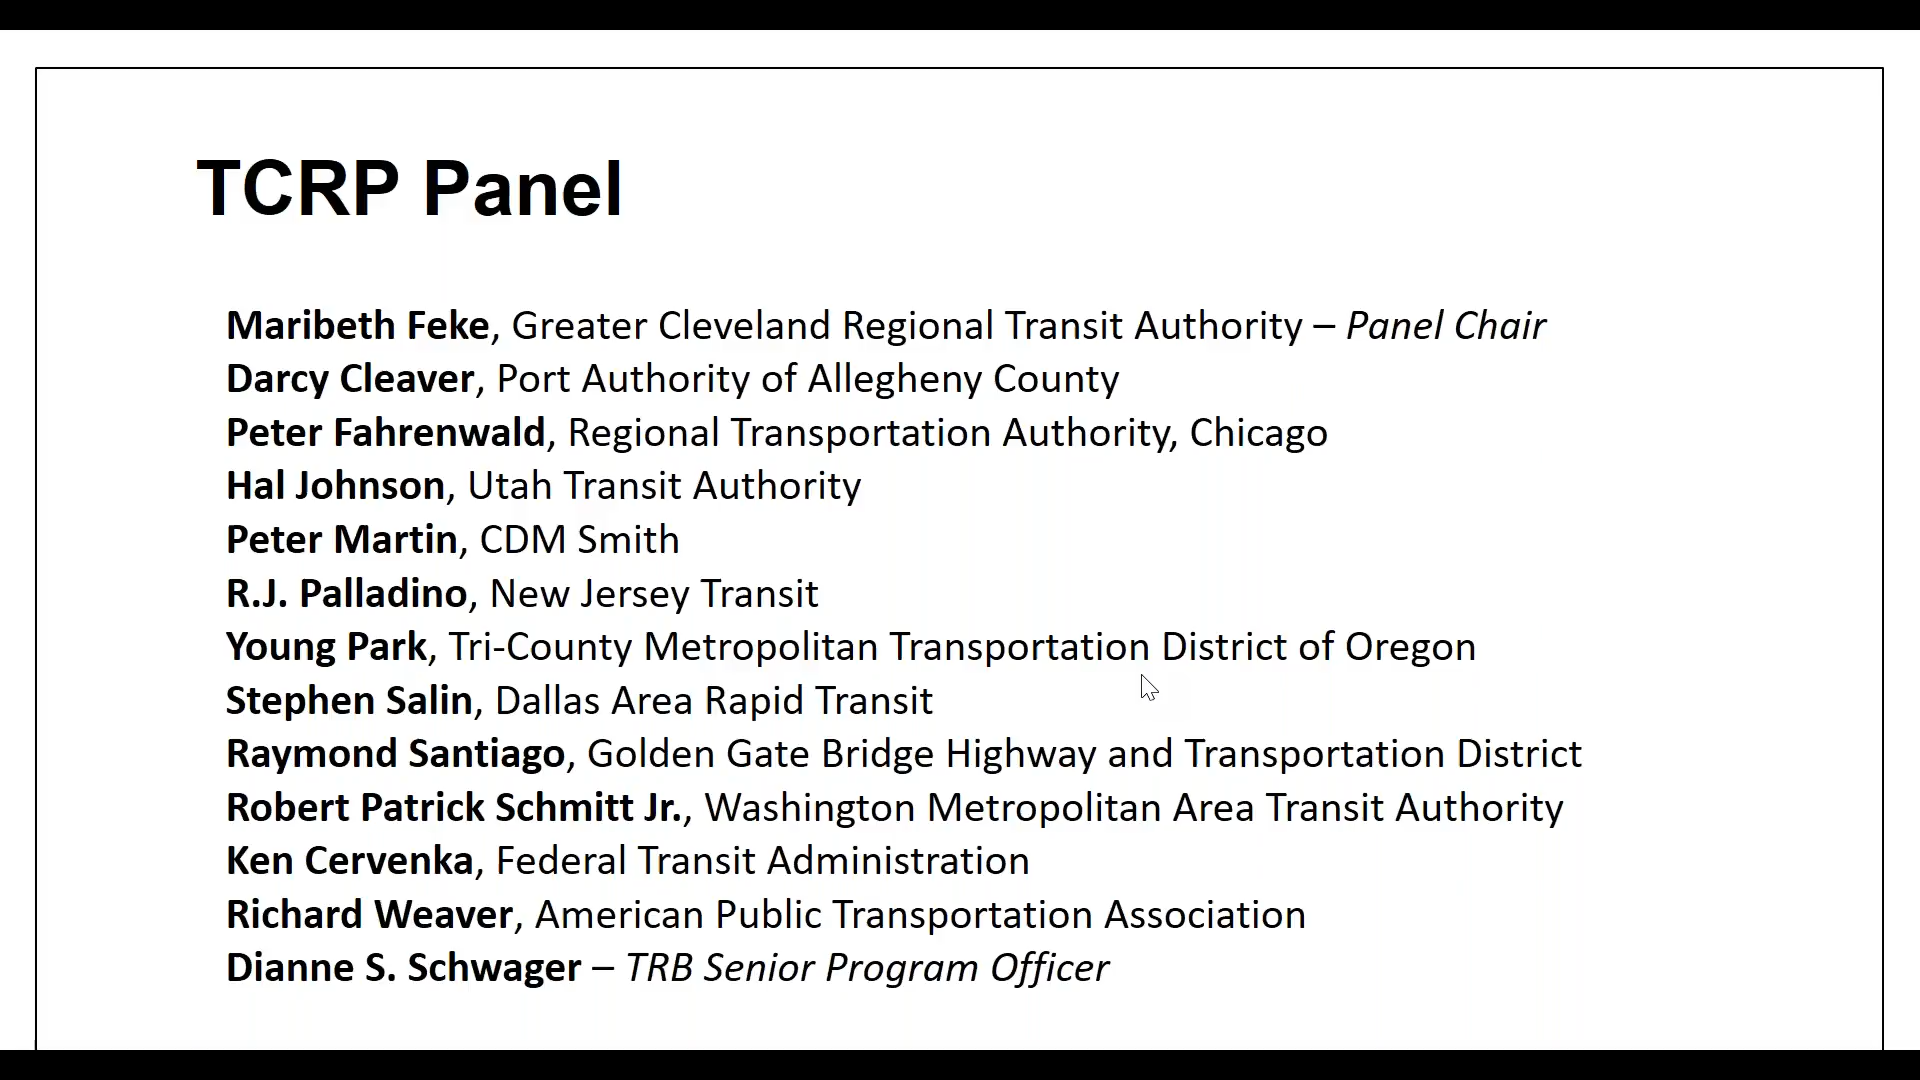 TCRP Panel
Maribeth Feke, Greater Cleveland Regional Transit Authority – Panel Chair
Darcy Cleaver, Port Authority of Allegheny County
Peter Fahrenwald, Regional Transportation Authority, Chicago
Hal Johnson, Utah Transit Authority
Peter Martin, CDM Smith
R.J. Palladino, New Jersey Transit
Young Park, Tri-County Metropolitan Transportation District of Oregon
Stephen Salin, Dallas Area Rapid Transit
Raymond Santiago, Golden Gate Bridge Highway and Transportation District
Robert Patrick Schmitt Jr., Washington Metropolitan Area Transit Authority
Ken Cervenka, Federal Transit Administration
Richard Weaver, American Public Transportation Association
Dianne S. Schwager – TRB Senior Program Officer